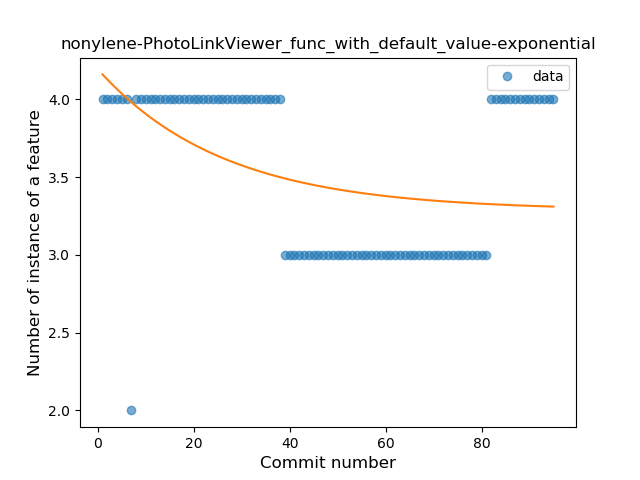 nonylene-PhotoLinkViewer_func_with_default_value-exponential
data
Number of instance of a feature
4.0
3.5
3.0
2.5
2.0
0
20
40
60
80
Commit number